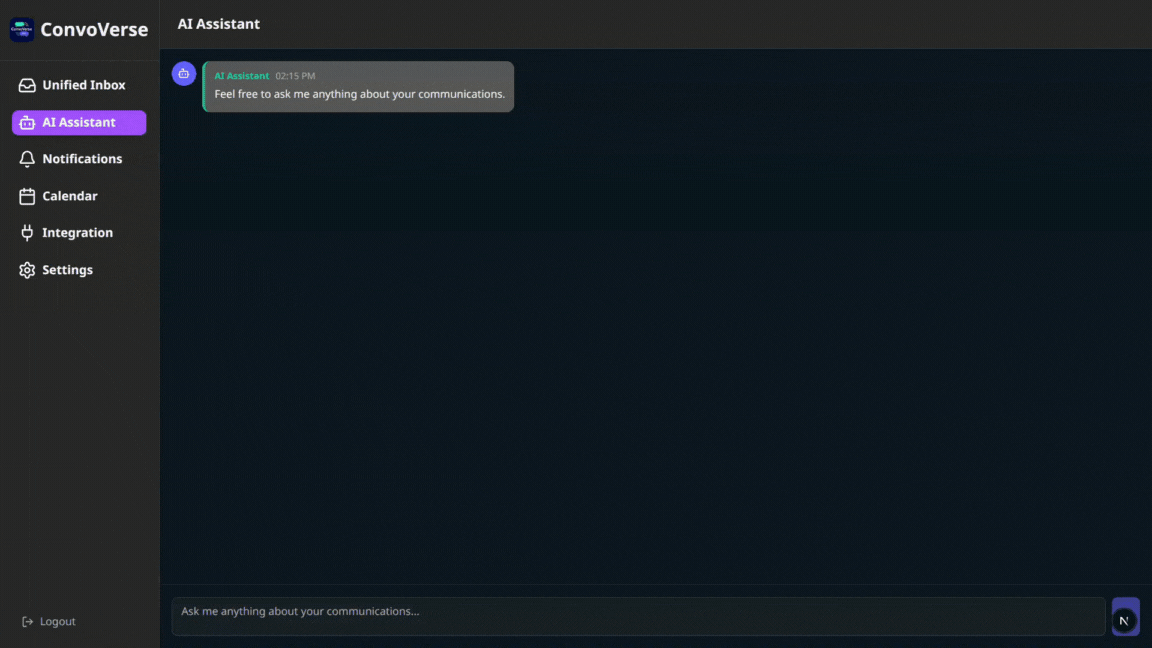 ConvoVerse
AI Assistant
Unified Inbox
AI Assistant
Notifications
Calendar
Integration
Settings
Logout
AI Assistant 02:15 PM
Feel free to ask me anything about your communications.
Ask me anything about your communications...
N